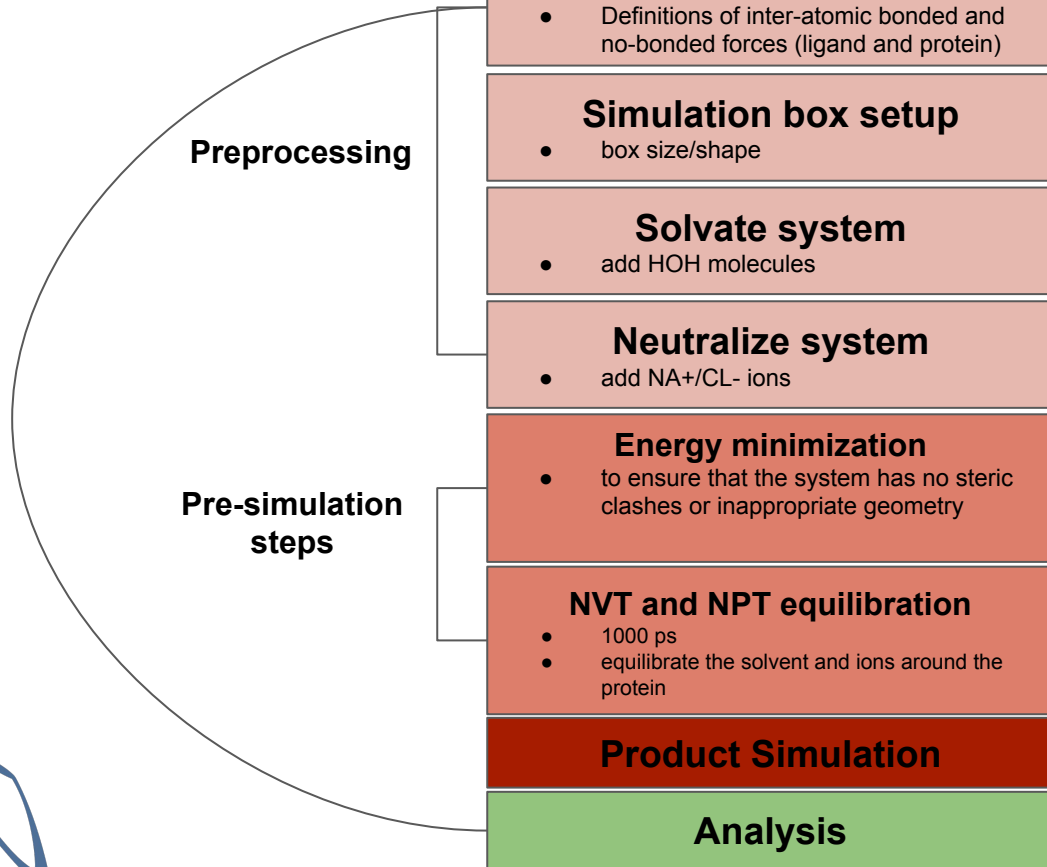 ● Definitions of inter-atomic bonded and
no-bonded forces (ligand and protein)
Preprocessing
Simulation box setup
● box size/shape
Solvate system
● add HOH molecules
Neutralize system
● add NA+/CL- ions
Pre-simulation
steps
Energy minimization
● to ensure that the system has no steric
clashes or inappropriate geometry
NVT and NPT equilibration
● 1000 ps
● equilibrate the solvent and ions around the
protein
Product Simulation
Analysis